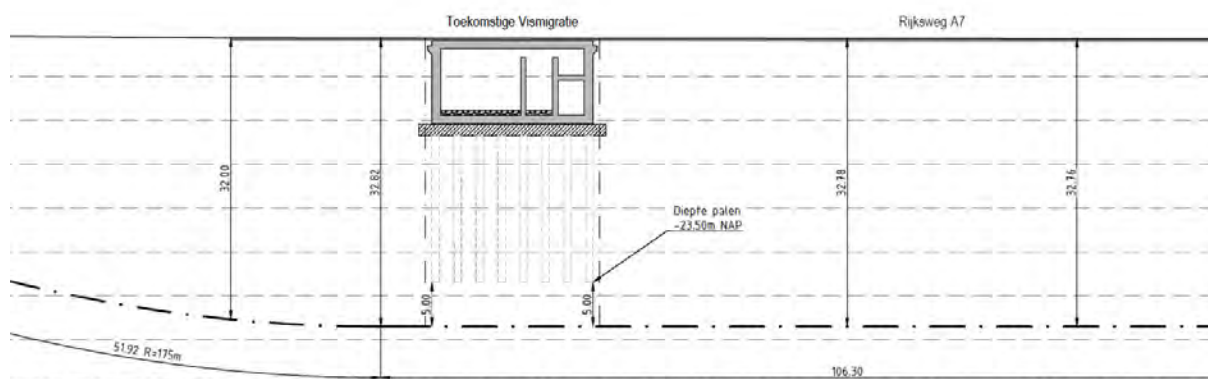 Toekomstige Vismigratie
Rijksweg A7
32.00
32.82
32.78
32.76
Diepte palen
-23.50m NAP
5.00
5.00
51.92 R=175m
106.30